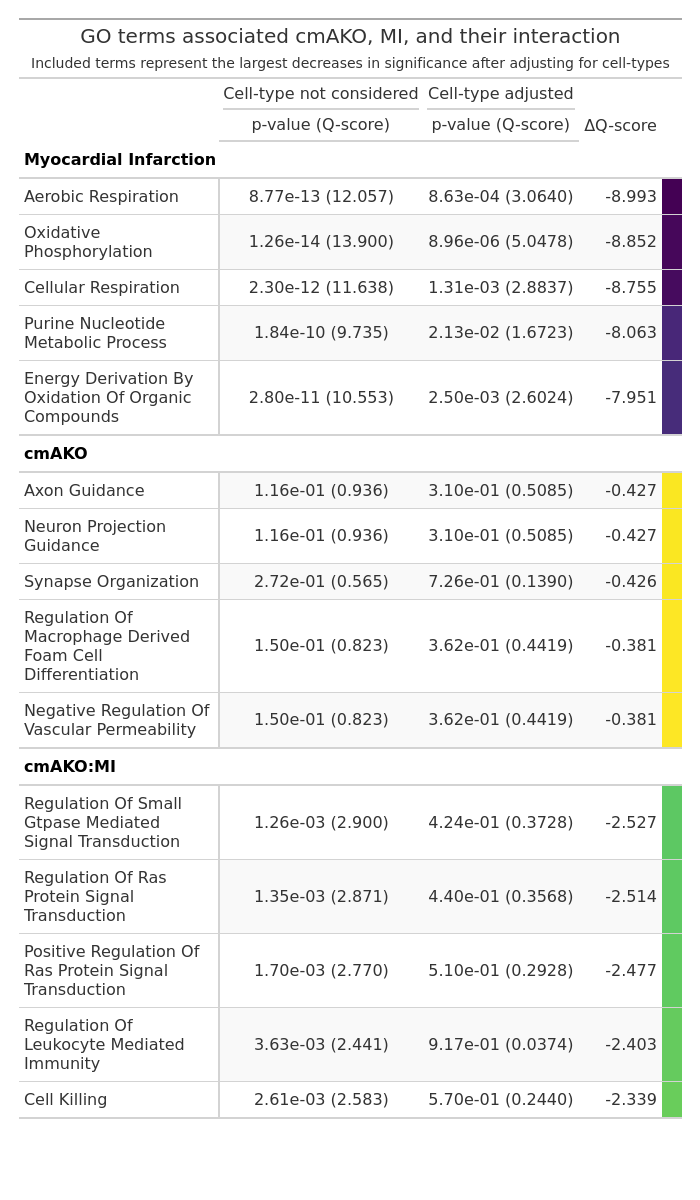 GO terms associated cmAKO, MI, and their interaction
Included terms represent the largest decreases in significance after adjusting for cell-types
Cell-type not considered Cell-type adjusted
p-value (Q-score) p-value (Q-score) ΔQ-score
Myocardial Infarction
Aerobic Respiration 8.77e-13 (12.057) 8.63e-04 (3.0640) -8.993
Oxidative
Phosphorylation 1.26e-14 (13.900) 8.96e-06 (5.0478) -8.852
Cellular Respiration 2.30e-12 (11.638) 1.31e-03 (2.8837) -8.755
Purine Nucleotide
Metabolic Process 1.84e-10 (9.735) 2.13e-02 (1.6723) -8.063
Energy Derivation By
Oxidation Of Organic 2.80e-11 (10.553) 2.50e-03 (2.6024) -7.951
Compounds
cmAKO
Axon Guidance 1.16e-01 (0.936) 3.10e-01 (0.5085) -0.427
Neuron Projection
Guidance 1.16e-01 (0.936) 3.10e-01 (0.5085) -0.427
Synapse Organization 2.72e-01 (0.565) 7.26e-01 (0.1390) -0.426
Regulation Of
Macrophage Derived
Foam Cell 1.50e-01 (0.823) 3.62e-01 (0.4419) -0.381
Differentiation
Negative Regulation Of
Vascular Permeability 1.50e-01 (0.823) 3.62e-01 (0.4419) -0.381
cmAKO:MI
Regulation Of Small
Gtpase Mediated 1.26e-03 (2.900) 4.24e-01 (0.3728) -2.527
Signal Transduction
Regulation Of Ras
Protein Signal 1.35e-03 (2.871) 4.40e-01 (0.3568) -2.514
Transduction
Positive Regulation Of
Ras Protein Signal 1.70e-03 (2.770) 5.10e-01 (0.2928) -2.477
Transduction
Regulation Of
Leukocyte Mediated 3.63e-03 (2.441) 9.17e-01 (0.0374) -2.403
Immunity
Cell Killing 2.61e-03 (2.583) 5.70e-01 (0.2440) -2.339